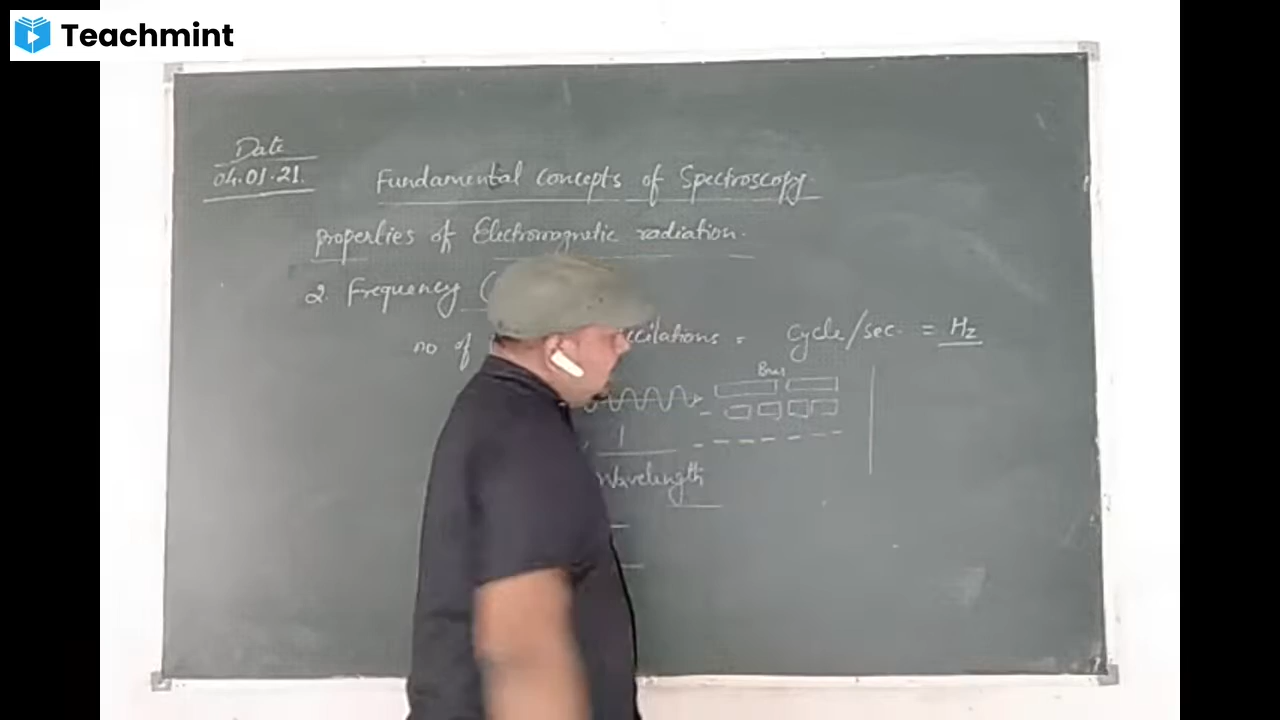 Teachmint
Date
04.01.21.
Fundamental concepts of Spectroscopy
properties of Electromagnetic radiation.
2. Frequency (
no of
= cycle/sec. = Hz
1
Wavelength